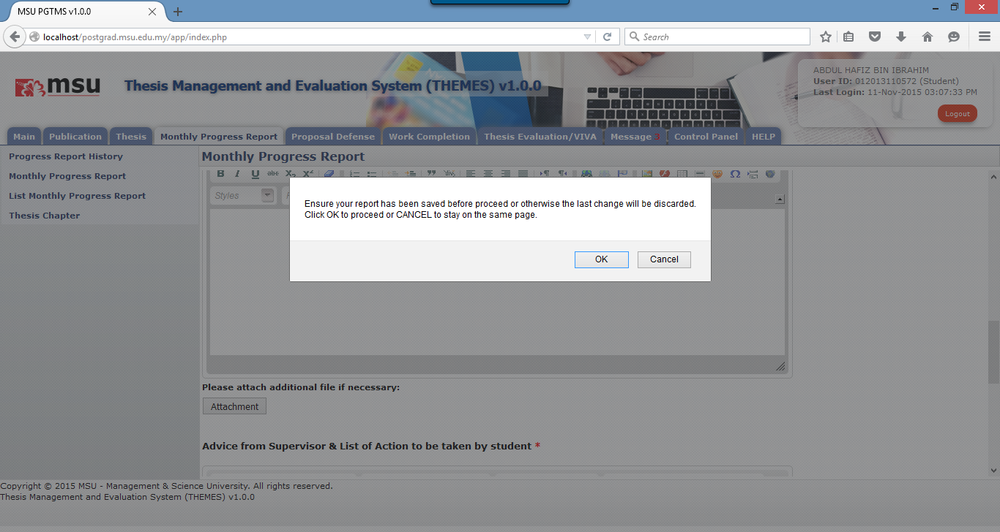 MSU PGTMS v1.0.0
localhost/postgrad.msu.edu.my/app/index.php
Search
msu
Thesis Management and Evaluation System (THEMES) v1.0.0
ABDUL HAFIZ BIN IBRAHIM
User ID: 012013110572 (Student)
Last Login: 11-Nov-2015 03:07:33 PM
Logout
Main
Publication
Thesis
Monthly Progress Report
Proposal Defense
Work Completion
Thesis Evaluation/VIVA
Message 3
Control Panel
HELP
Progress Report History
Monthly Progress Report
List Monthly Progress Report
Thesis Chapter
Monthly Progress Report
Styles
Ensure your report has been saved before proceed or otherwise the last change will be discarded.
Click OK to proceed or CANCEL to stay on the same page.
OK
Cancel
Please attach additional file if necessary:
Attachment
Advice from Supervisor & List of Action to be taken by student *
Copyright © 2015 MSU - Management & Science University. All rights reserved.
Thesis Management and Evaluation System (THEMES) v1.0.0